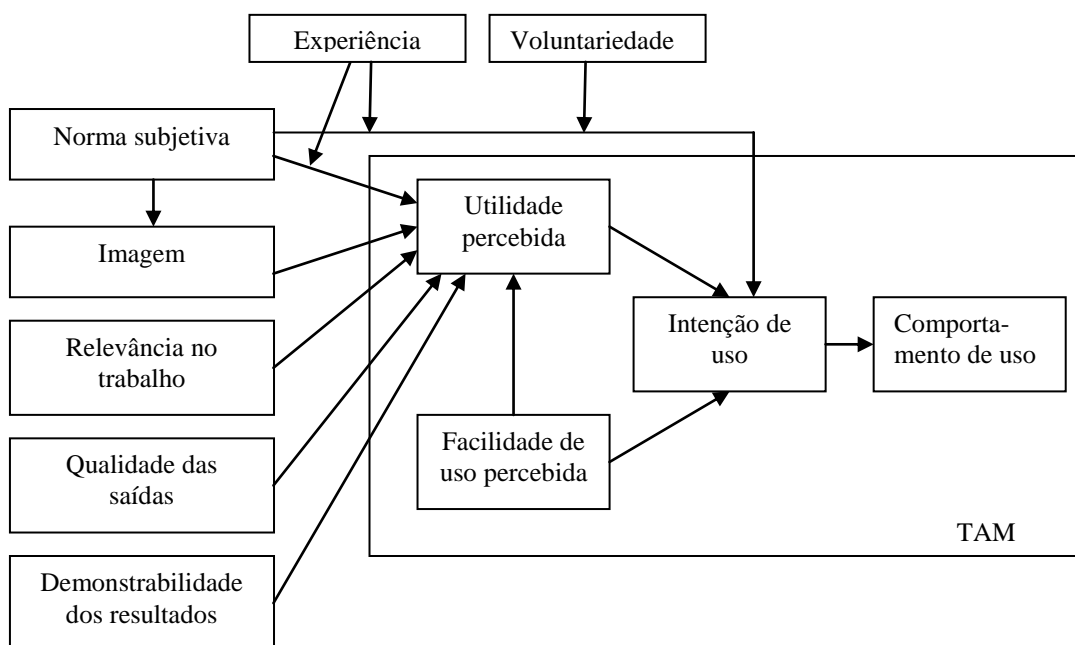 Experiência
Voluntariedade
Norma subjetiva
Utilidade
percebida
Imagem
Relevância no
trabalho
Intenção de
uso
Comporta-
mento de uso
Facilidade de
uso percebida
Qualidade das
saídas
TAM
Demonstrabilidade
dos resultados